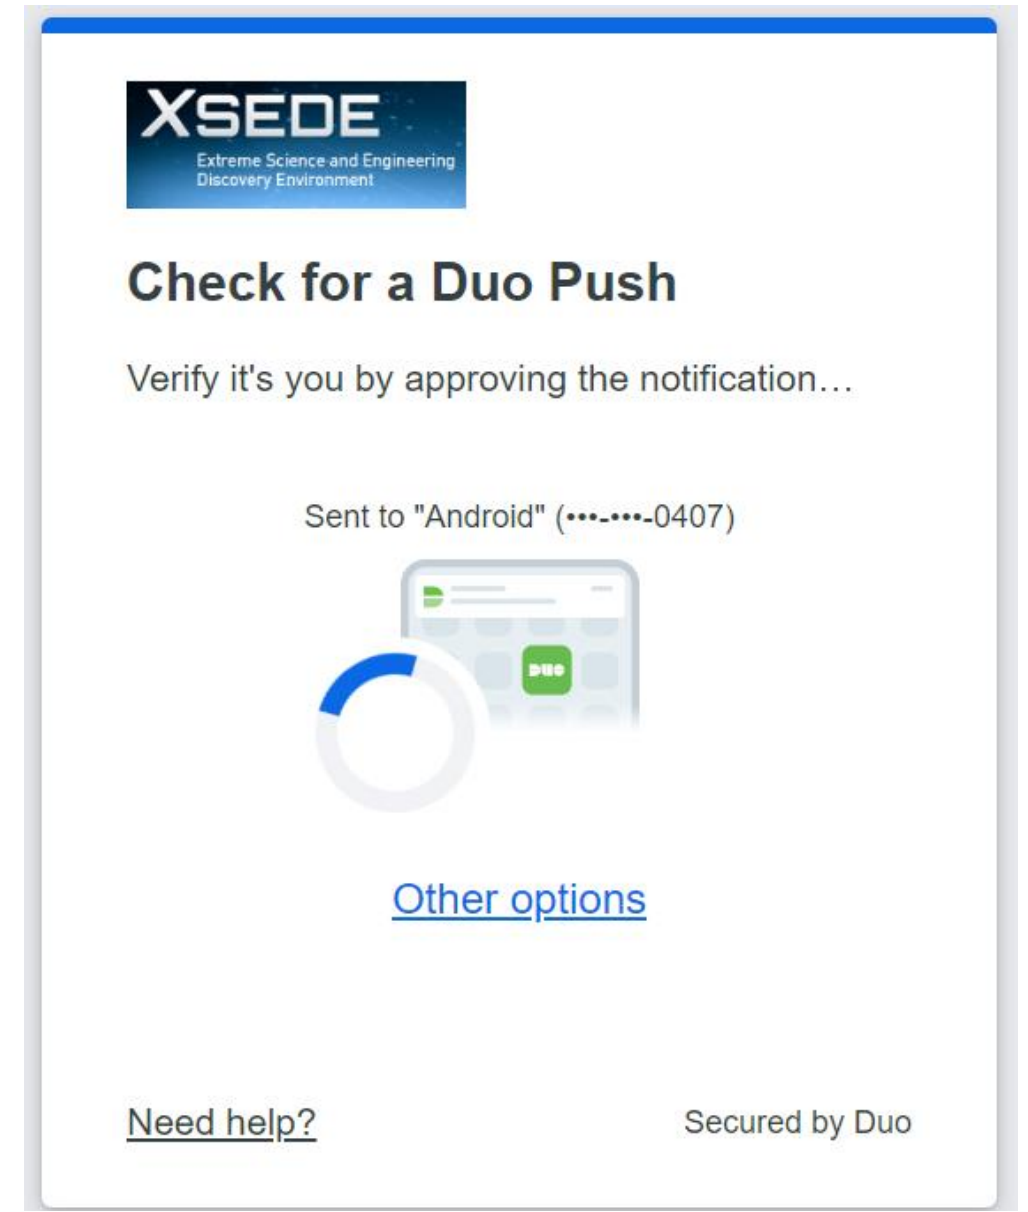 XSEDE
Extreme Science and Engineering
Discovery Environment
Check for a Duo Push
Verify it's you by approving the notification…
Sent to "Android" (•••-•••-0407)
DUO
Other options
Need help?
Secured by Duo